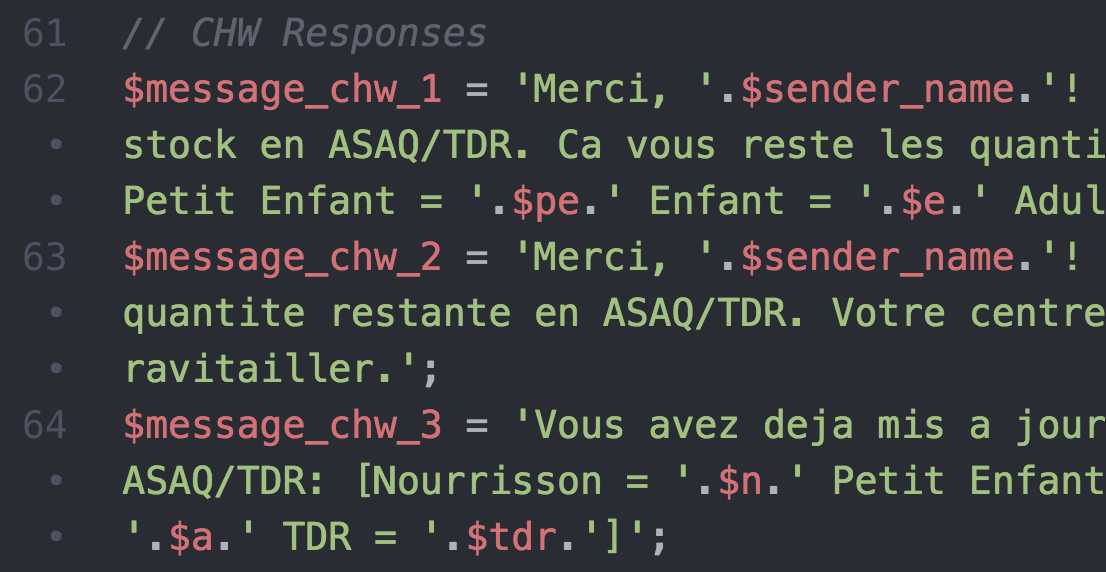 61 // CHW Responses
62 $message_chw_1 = 'Merci, '.$sender_name.'!
• stock en ASAQ/TDR. Ca vous reste les quanti
• Petit Enfant = '.$pe.' Enfant = '.$e.' Adul
63 $message_chw_2 = 'Merci, '.$sender_name.'!
• quantite restante en ASAQ/TDR. Votre centre
• ravitailler.';
64 $message_chw_3 = 'Vous avez deja mis a jour
• ASAQ/TDR: [Nourrisson = '.$n.' Petit Enfant
• '.$a.' TDR = '.$tdr.']';